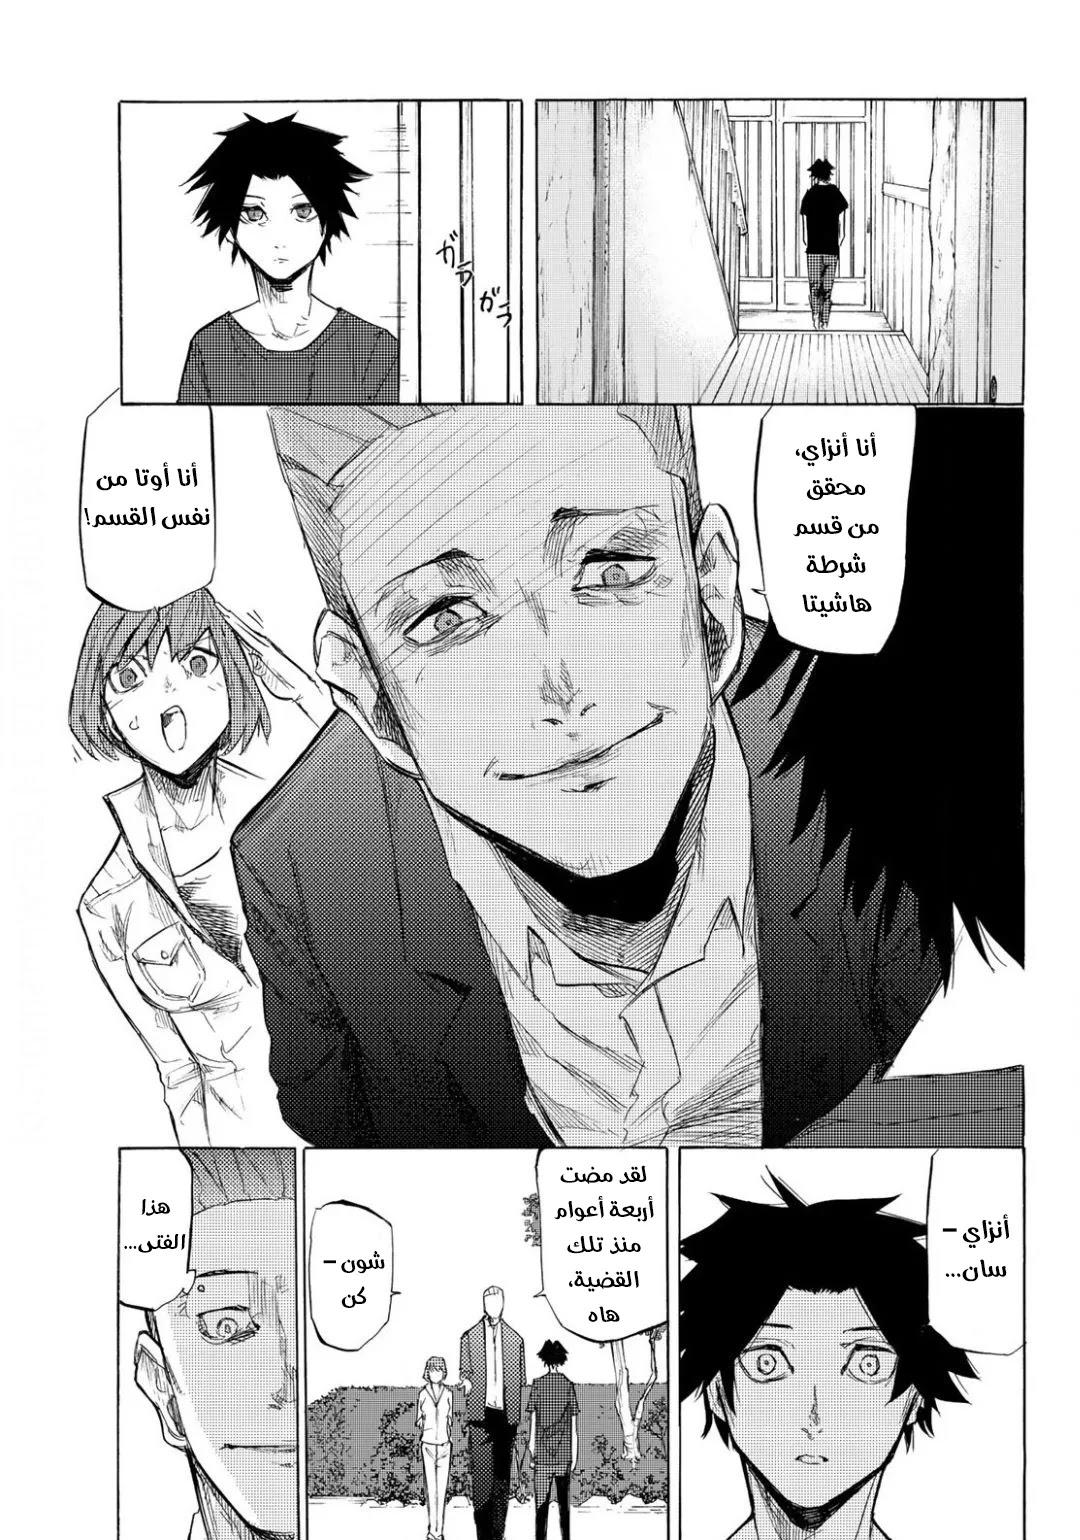 ガラ
ガラ
أنا أنزاي،
محقق
من قسم
شرطة
هاشيتا
أنا أوتا من
نفس القسم!
أنزاي –
سان...
لقد مضت
أربعة أعوام
منذ تلك
القضية،
هاه
شون –
كن
هذا
الفتى...